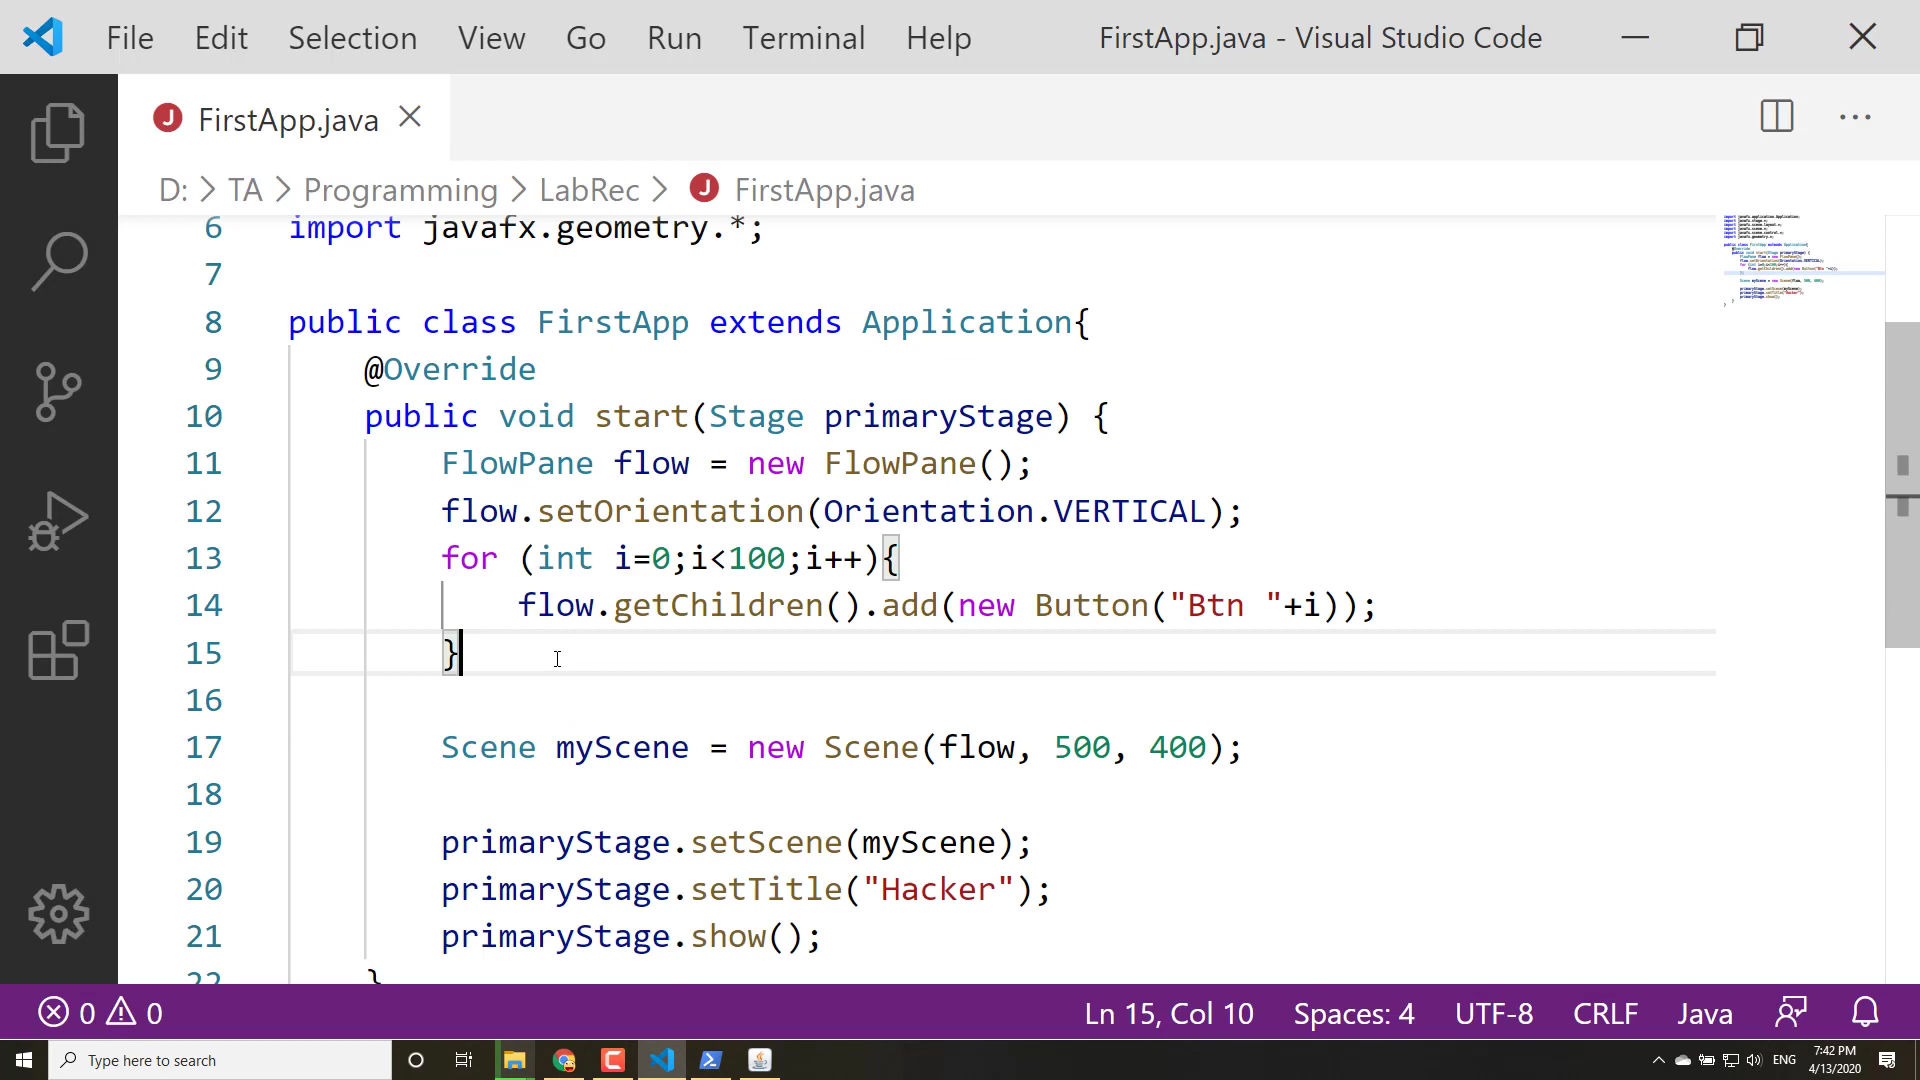 File Edit Selection View Go Run Terminal Help FirstApp.java - Visual Studio Code
J FirstApp.java
D: > TA > Programming > LabRec > J FirstApp.java
6 import javafx.geometry.*;
7
8 public class FirstApp extends Application{
9 @Override
10 public void start(Stage primaryStage) {
11 FlowPane flow = new FlowPane();
12 flow.setOrientation(Orientation.VERTICAL);
13 for (int i=0;i<100;i++){
14 flow.getChildren().add(new Button("Btn "+i));
15 }
16
17 Scene myScene = new Scene(flow, 500, 400);
18
19 primaryStage.setScene(myScene);
20 primaryStage.setTitle("Hacker");
21 primaryStage.show();
22 }
0 0 Ln 15, Col 10 Spaces: 4 UTF-8 CRLF Java
Type here to search ENG 7:42 PM
4/13/2020